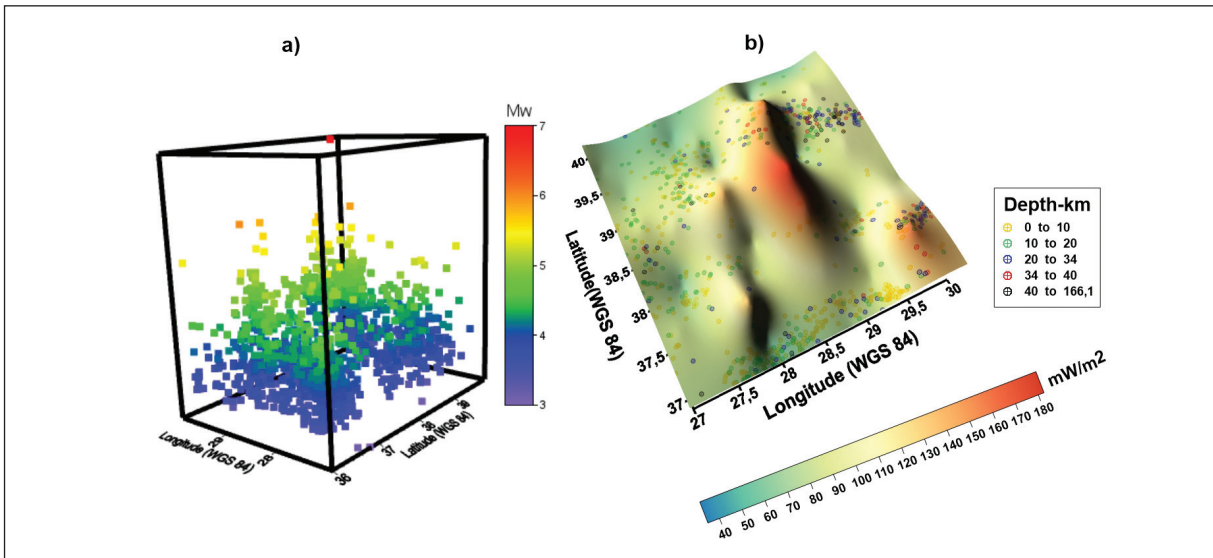 a)
Mw
7
6
5
4
3
Longitude (WGS 84)
28
Latitude (WGS 84)
36
37
38
39
b)
Latitude(WGS 84)
40
39,5
39
38,5
38
37,5
37
27
27,5
28
28,5
29
29,5
30
Longitude (WGS 84)
Depth-km
0 to 10
10 to 20
20 to 34
34 to 40
40 to 166,1
mW/m2
40 50 60 70 80 90 100 110 120 130 140 150 160 170 180